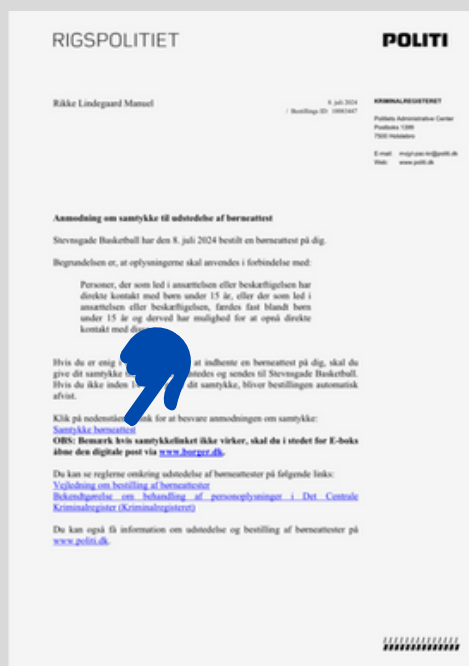 RIGSPOLITIET
POLITI
Rikke Lindegaard Manuel
8. juli 2024
/ Bestillings ID: 10983447
KRIMINALREGISTERET
Politiets Administrative Center
Postboks 1399
7500 Holstebro
E-mail:
Web: www.politi.dk
Anmodning om samtykke til udstedelse af børneattest
Stevnsgade Basketball har den 8. juli 2024 bestilt en børneattest på dig.
Begrundelsen er, at oplysningerne skal anvendes i forbindelse med:
Personer, der som led i ansættelsen eller beskæftigelsen har
direkte kontakt med børn under 15 år, eller der som led i
ansættelsen eller beskæftigelsen, færdes fast blandt børn
under 15 år og derved har mulighed for at opnå direkte
kontakt med
Hvis du er enig i at indhente en børneattest på dig, skal du
give dit samtykke og sendes til Stevnsgade Basketball.
Hvis du ikke inden dit samtykke, bliver bestillingen automatisk
afvist.
Klik på for at besvare anmodningen om samtykke:
Samtykke børneattest
OBS: Bemærk hvis samtykkelinket ikke virker, skal du i stedet for E-boks
åbne den digitale post via www.borger.dk.
Du kan se reglerne omkring udstedelse af børneattester på følgende links:
Vejledning om bestilling af børneattester
Bekendtgørelse om behandling af personoplysninger i Det Centrale
Kriminalregister (Kriminalregisteret)
Du kan også få information om udstedelse og bestilling af børneattester på
www.politi.dk.